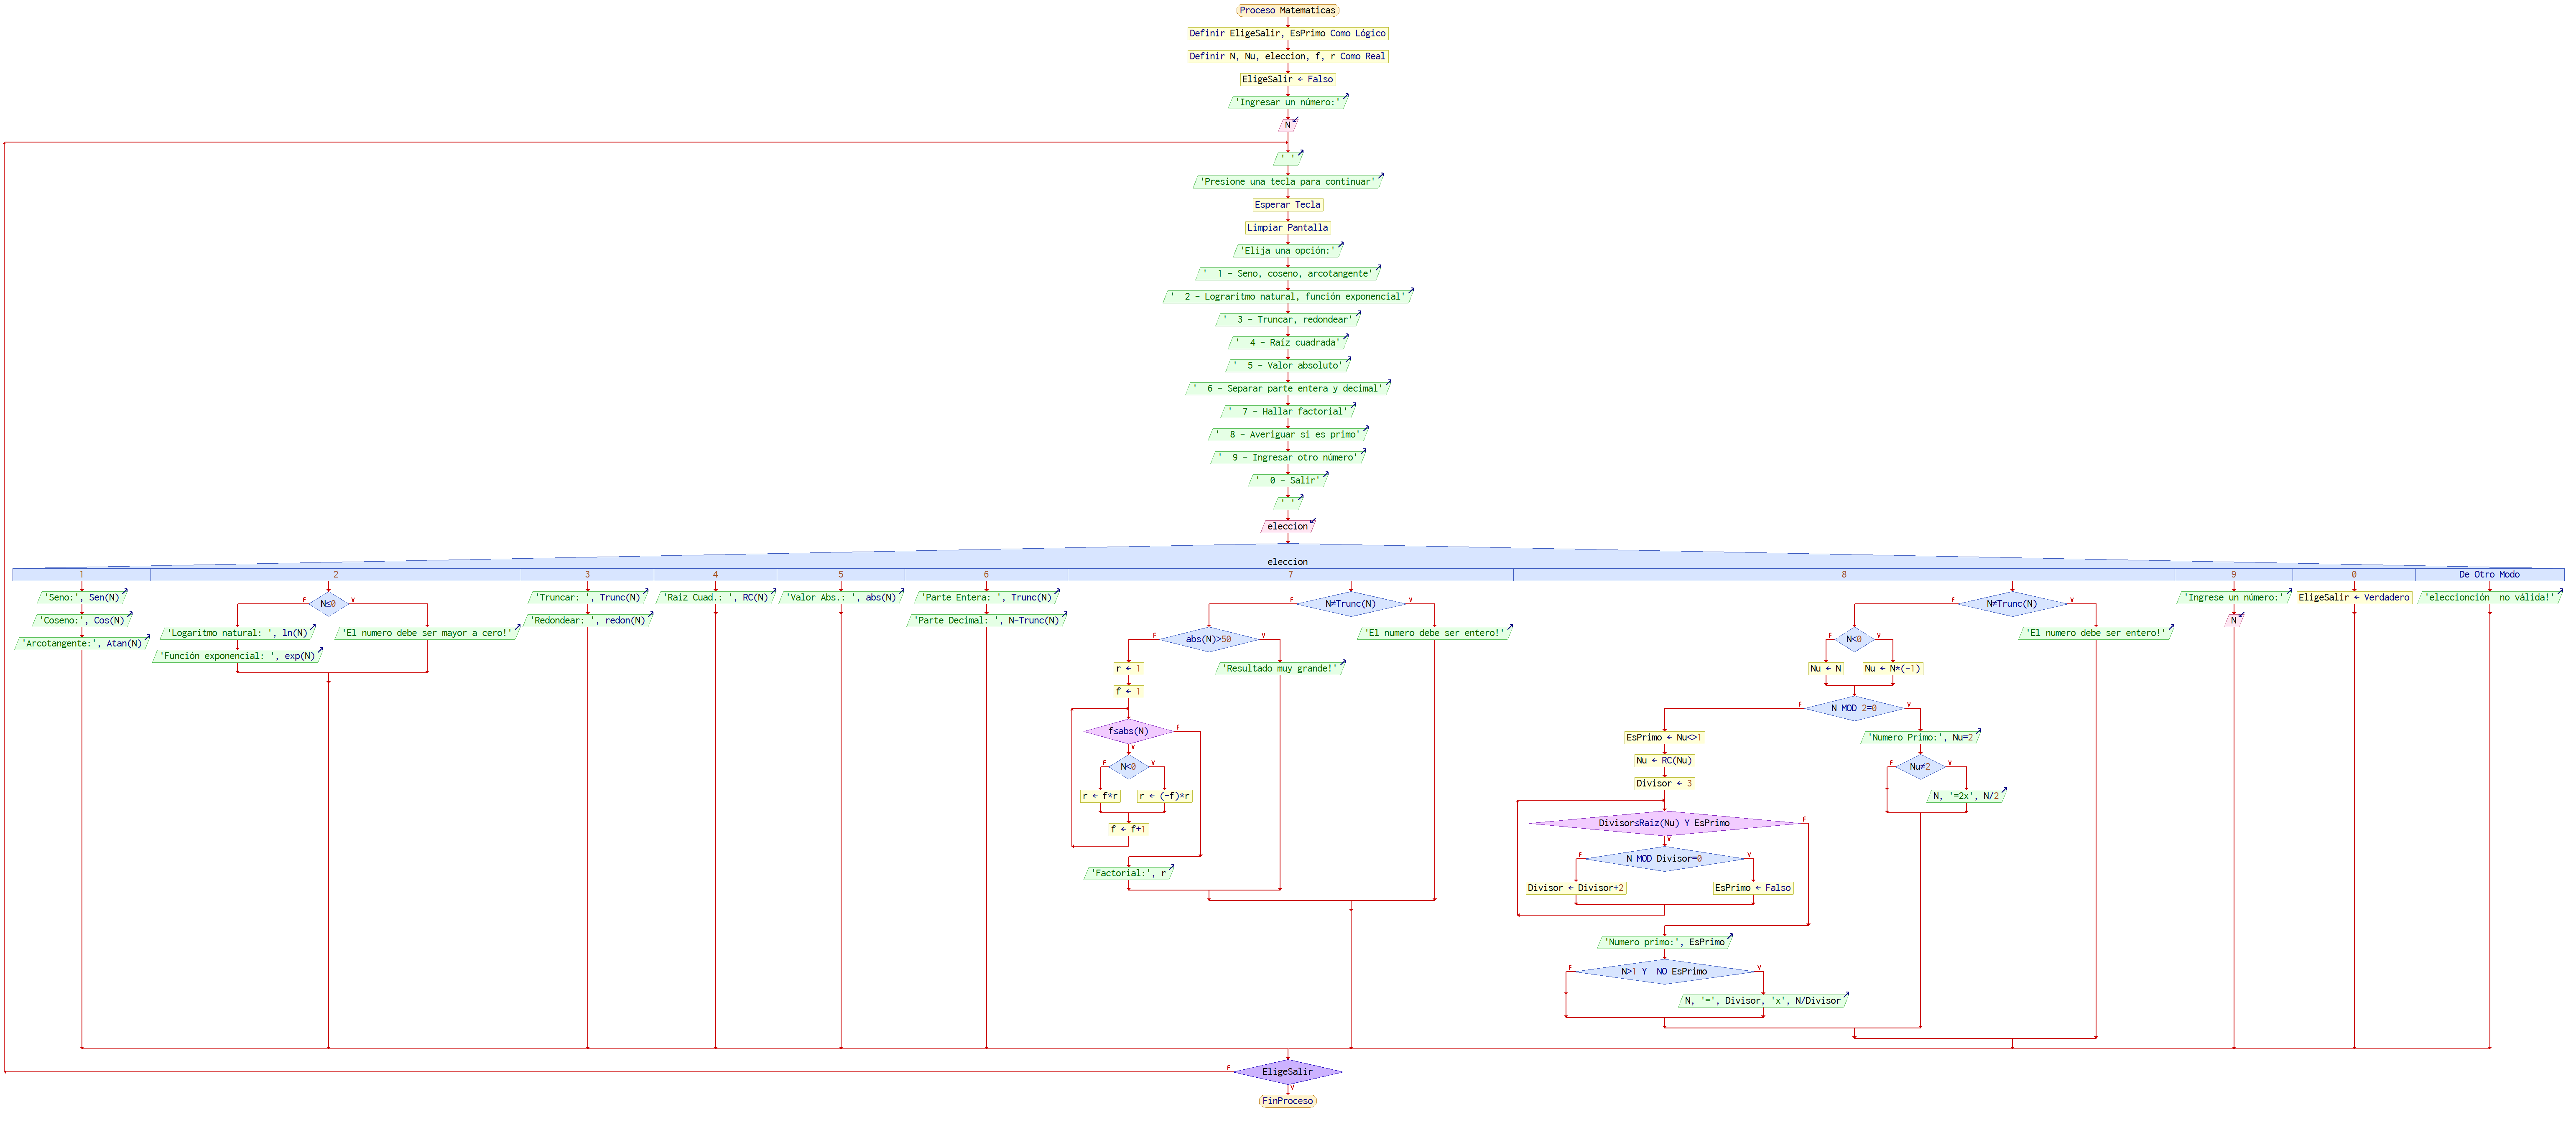 Proceso Matematicas
Definir EligeSalir, EsPrimo Como Lógico
Definir N, Nu, eleccion, f, r Como Real
EligeSalir ← Falso
'Ingresar un número:'
N
' '
'Presione una tecla para continuar'
Esperar Tecla
Limpiar Pantalla
'Elija una opción:'
'  1 - Seno, coseno, arcotangente'
'  2 - Lograritmo natural, función exponencial'
'  3 - Truncar, redondear'
'  4 - Raíz cuadrada'
'  5 - Valor absoluto'
'  6 - Separar parte entera y decimal'
'  7 - Hallar factorial'
'  8 - Averiguar si es primo'
'  9 - Ingresar otro número'
'  0 - Salir'
' '
eleccion
eleccion
1
'Seno:', Sen(N)
'Coseno:', Cos(N)
'Arcotangente:', Atan(N)
2
N≤0
F
V
'Logaritmo natural: ', ln(N)
'Función exponencial: ', exp(N)
'El numero debe ser mayor a cero!'
3
'Truncar: ', Trunc(N)
'Redondear: ', redon(N)
4
'Raiz Cuad.: ', RC(N)
5
'Valor Abs.: ', abs(N)
6
'Parte Entera: ', Trunc(N)
'Parte Decimal: ', N-Trunc(N)
7
N≠Trunc(N)
F
V
abs(N)>50
F
V
r ← 1
f ← 1
f≤abs(N)
F
V
N<0
F
V
r ← f*r
r ← (-f)*r
f ← f+1
'Factorial:', r
'Resultado muy grande!'
'El numero debe ser entero!'
8
N≠Trunc(N)
F
V
N<0
F
V
Nu ← N
Nu ← N*(-1)
N MOD 2=0
F
V
EsPrimo ← Nu<>1
Nu ← RC(Nu)
Divisor ← 3
Divisor≤Raiz(Nu) Y EsPrimo
F
V
N MOD Divisor=0
F
V
Divisor ← Divisor+2
EsPrimo ← Falso
'Numero primo:', EsPrimo
N>1 Y  NO EsPrimo
F
V
N, '=', Divisor, 'x', N/Divisor
'Numero Primo:', Nu=2
Nu≠2
F
V
N, '=2x', N/2
'El numero debe ser entero!'
9
'Ingrese un número:'
N
0
EligeSalir ← Verdadero
De Otro Modo
'eleccionción  no válida!'
EligeSalir
F
V
FinProceso